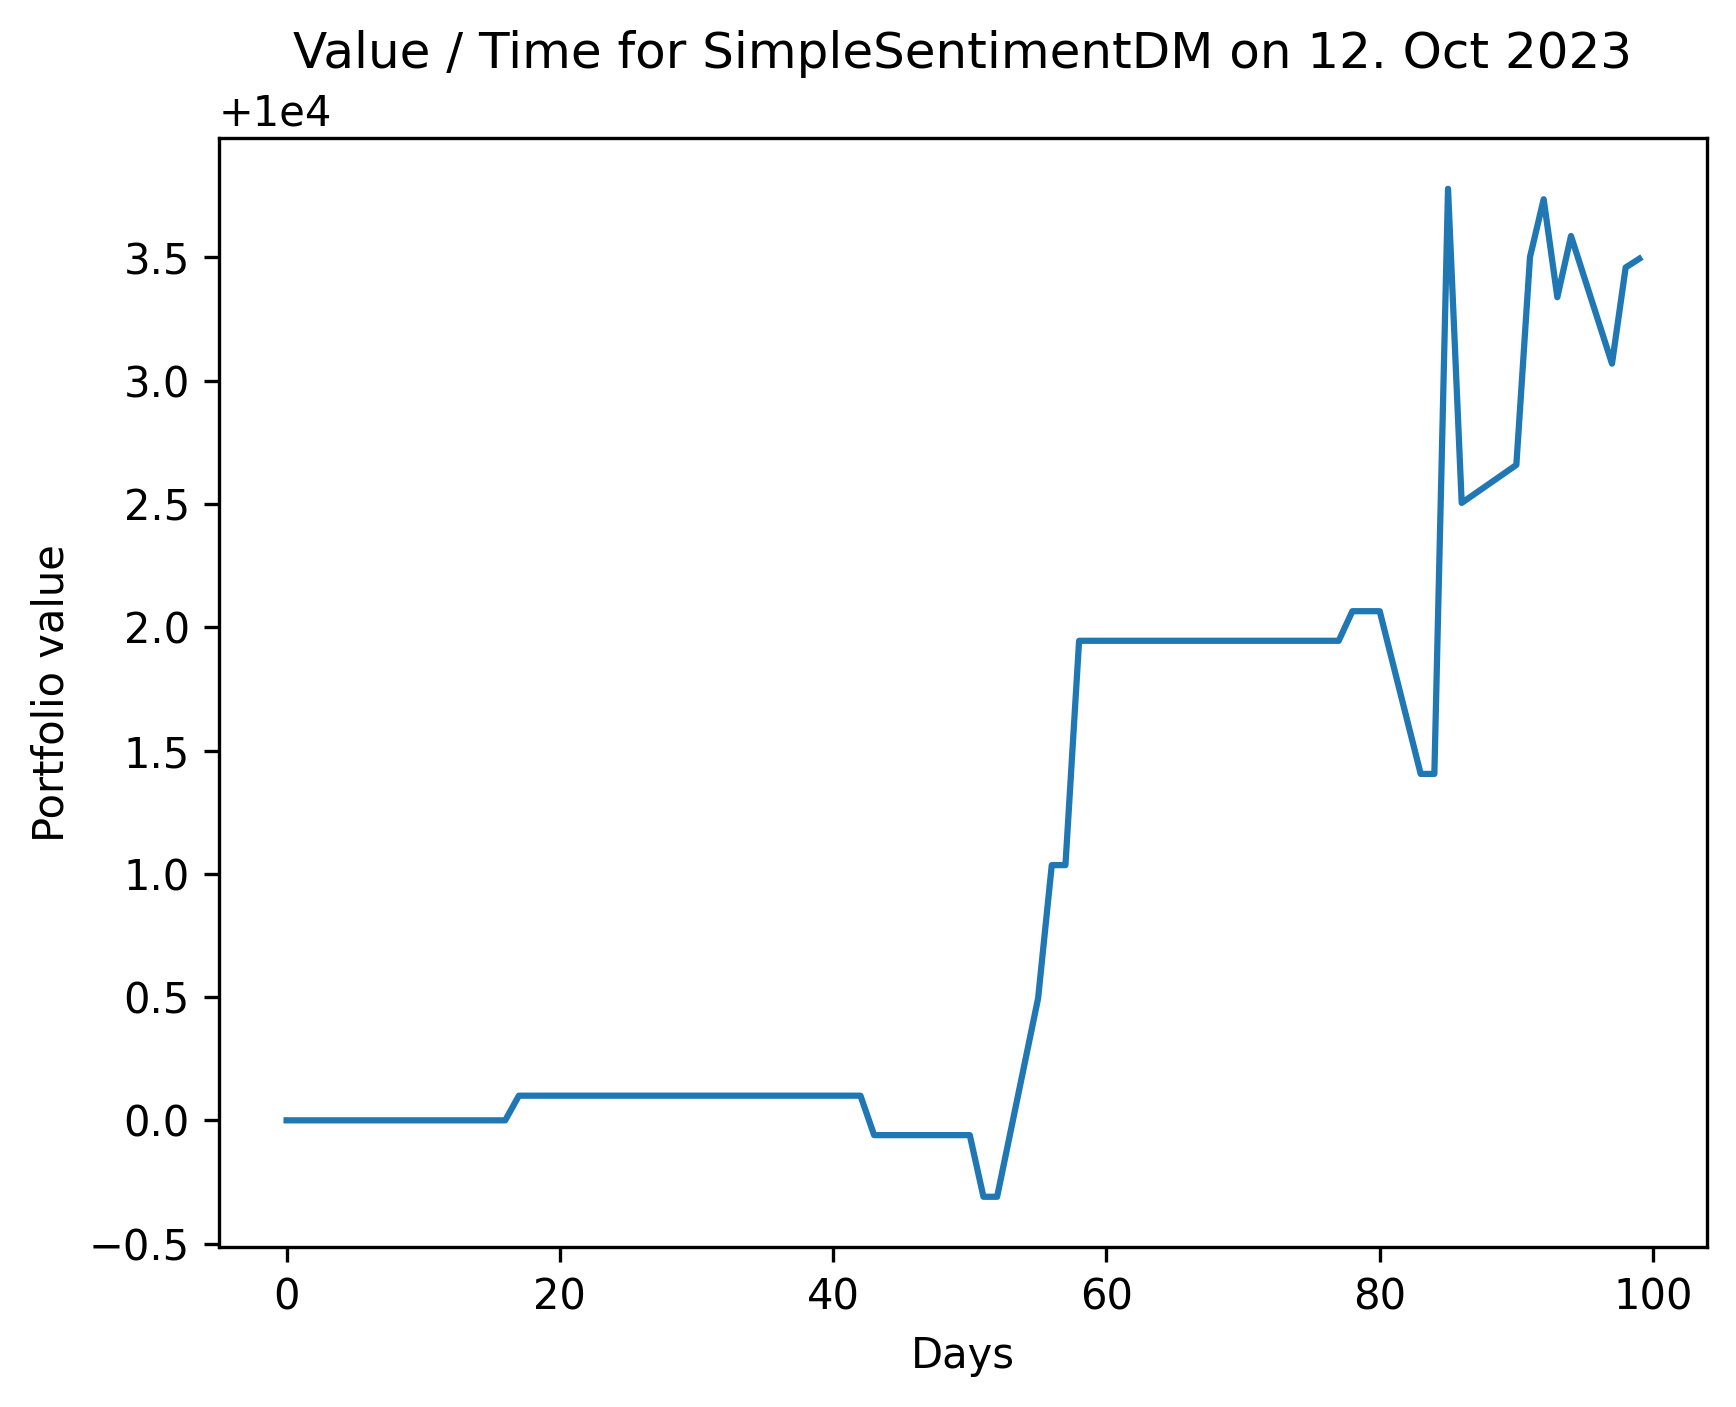 Value / Time for SimpleSentimentDM on 12. Oct 2023
+1e4
3.5
3.0
2.5
2.0
1.5
1.0
0.5
0.0
−0.5
Portfolio value
0 20 40 60 80 100
Days